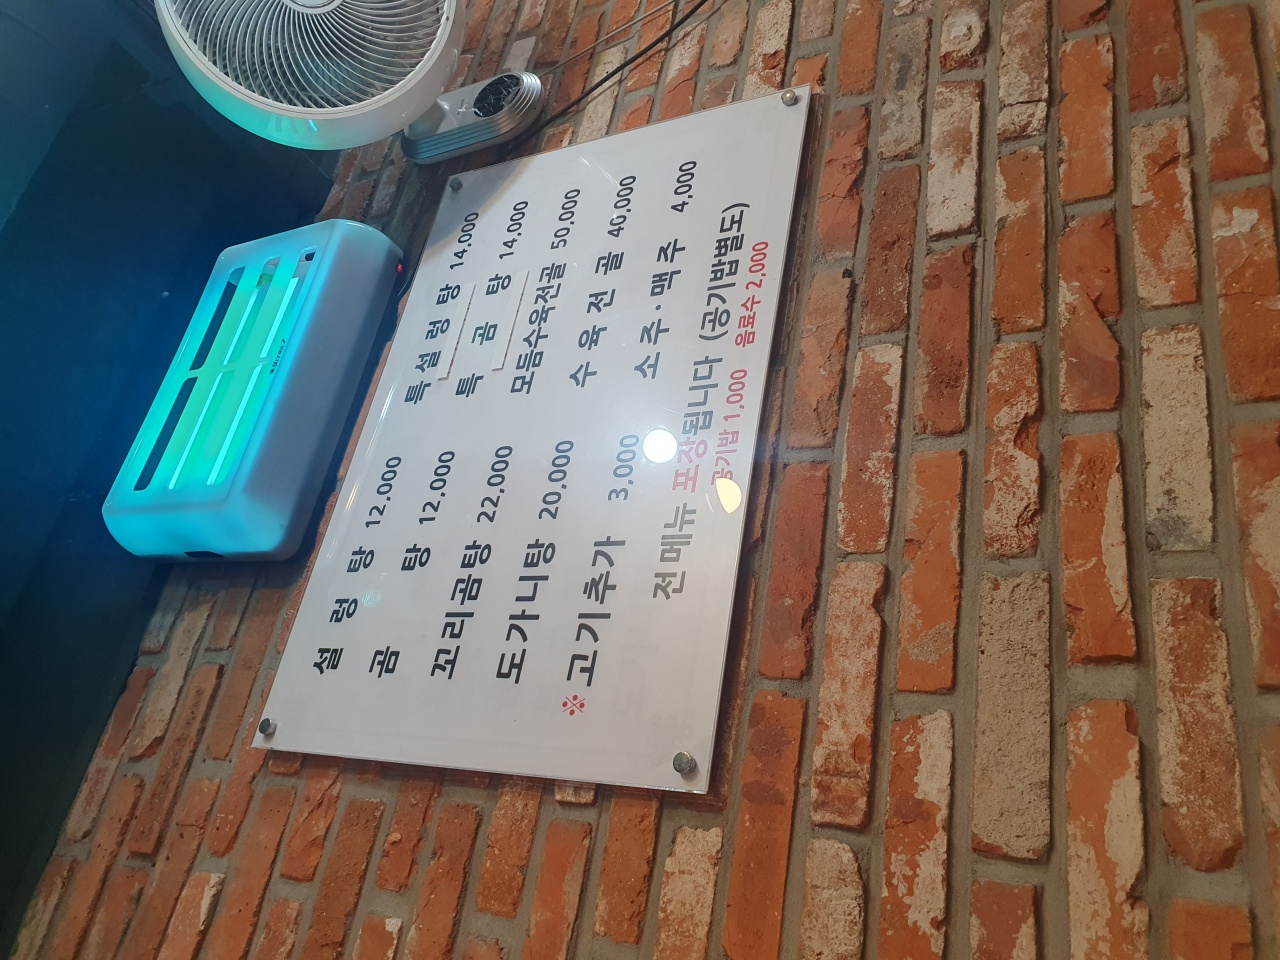 설 렁 탕 12,000 특 설 렁 탕 14,000
곰 탕 12,000 특 곰 탕 14,000
꼬리곰탕 22,000 모듬수육전골 50,000
도가니탕 20,000 수 육 전 골 40,000
※고기추가 3,000 소 주 · 맥 주 4,000
전메뉴 포장됩니다 (공기밥별도)
공기밥 1,000 음료수 2,000